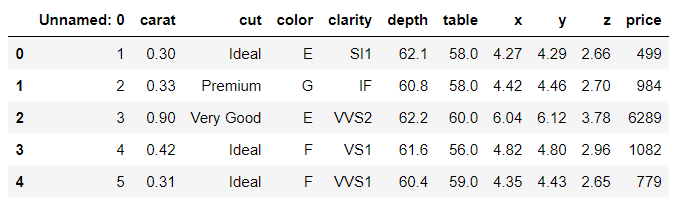 Unnamed: 0 carat cut color clarity depth table x y z price
0 1 0.30 Ideal E SI1 62.1 58.0 4.27 4.29 2.66 499
1 2 0.33 Premium G IF 60.8 58.0 4.42 4.46 2.70 984
2 3 0.90 Very Good E VVS2 62.2 60.0 6.04 6.12 3.78 6289
3 4 0.42 Ideal F VS1 61.6 56.0 4.82 4.80 2.96 1082
4 5 0.31 Ideal F VVS1 60.4 59.0 4.35 4.43 2.65 779